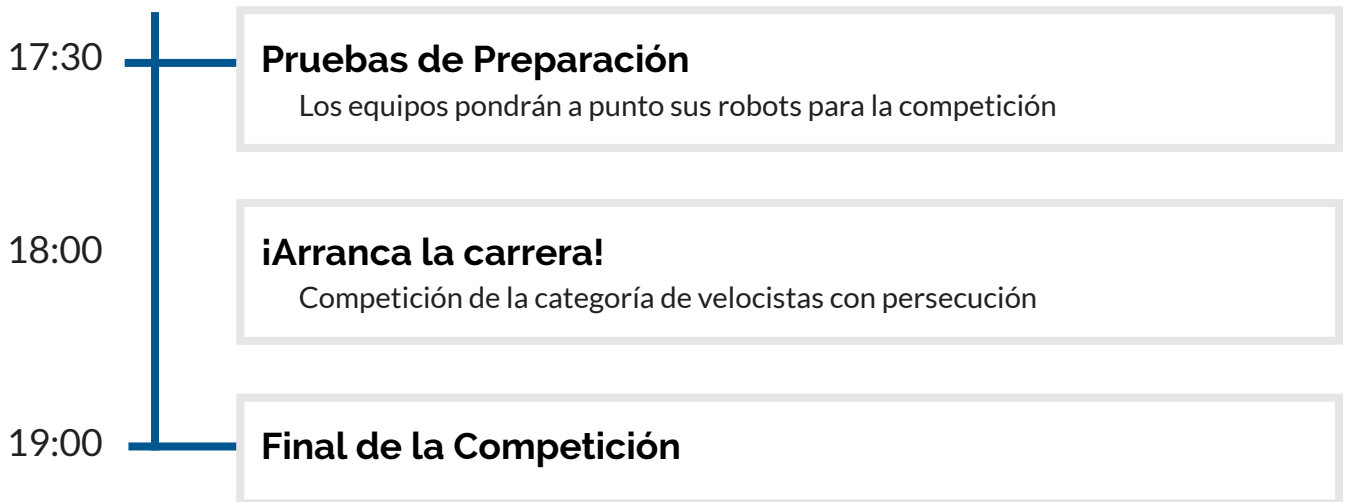 17:30
Pruebas de Preparación
Los equipos pondrán a punto sus robots para la competición
18:00
¡Arranca la carrera!
Competición de la categoría de velocistas con persecución
19:00
Final de la Competición